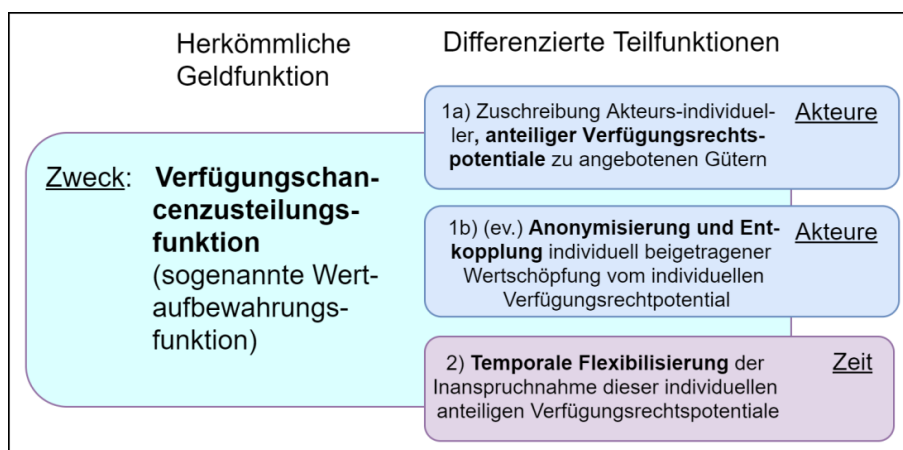 Herkömmliche
Geldfunktion
Differenzierte Teilfunktionen
Zweck: Verfügungschan-
cenzuteilungs-
funktion
(sogenannte Wert-
aufbewahrungs-
funktion)
1a) Zuschreibung Akteurs-individuel-
ler, anteiliger Verfügungsrechts-
potentiale zu angebotenen Gütern
Akteure
1b) (ev.) Anonymisierung und Ent-
kopplung individuell beigetragener
Wertschöpfung vom individuellen
Verfügungsrechtpotential
Akteure
2) Temporale Flexibilisierung der
Inanspruchnahme dieser individuellen
anteiligen Verfügungsrechtspotentiale
Zeit